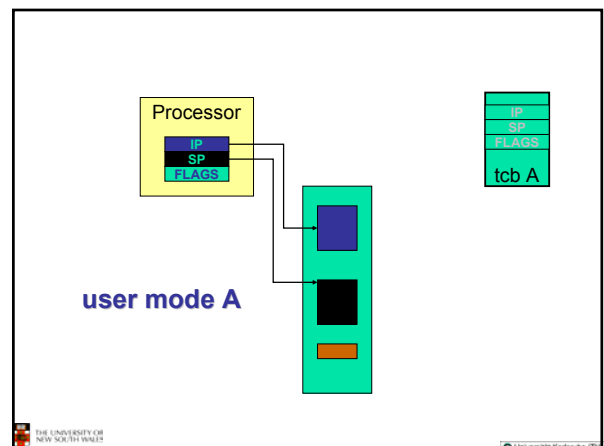 Processor
IP
SP
FLAGS
IP
SP
FLAGS
tcb A
user mode A
THE UNIVERSITY OF
NEW SOUTH WALES